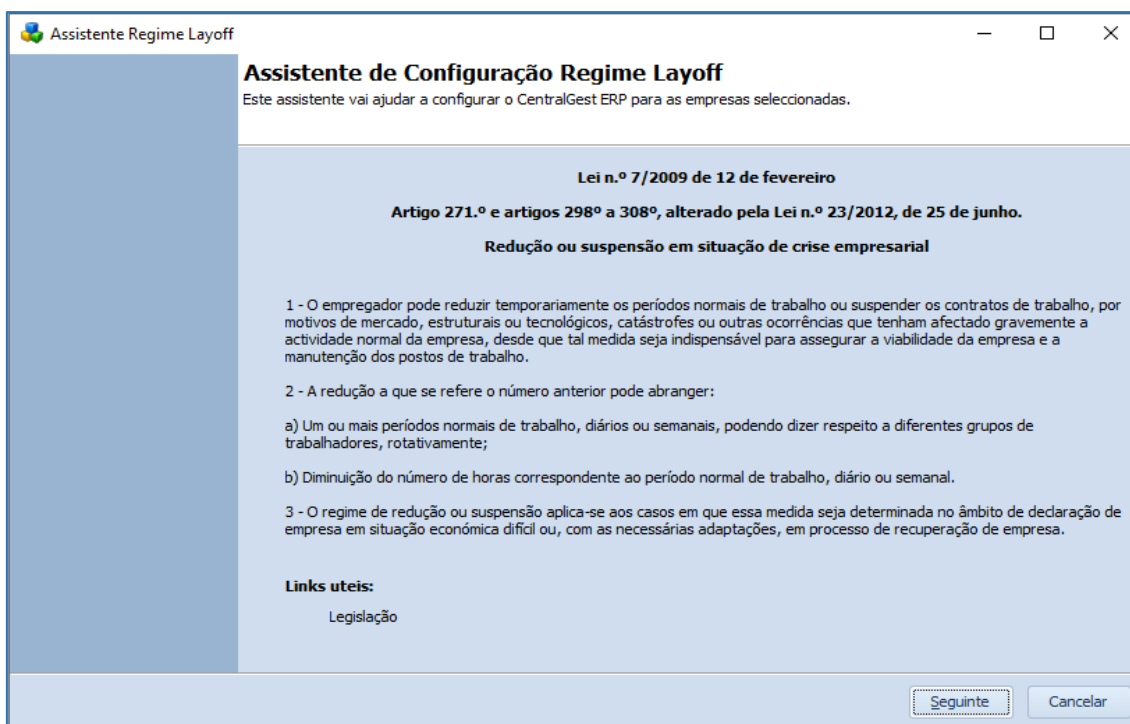 Assistente Regime Layoff
Assistente de Configuração Regime Layoff
Este assistente vai ajudar a configurar o CentralGest ERP para as empresas seleccionadas.
Lei n.º 7/2009 de 12 de fevereiro
Artigo 271.º e artigos 298º a 308º, alterado pela Lei n.º 23/2012, de 25 de junho.
Redução ou suspensão em situação de crise empresarial
1 - O empregador pode reduzir temporariamente os períodos normais de trabalho ou suspender os contratos de trabalho, por
motivos de mercado, estruturais ou tecnológicos, catástrofes ou outras ocorrências que tenham afectado gravemente a
actividade normal da empresa, desde que tal medida seja indispensável para assegurar a viabilidade da empresa e a
manutenção dos postos de trabalho.
2 - A redução a que se refere o número anterior pode abranger:
a) Um ou mais períodos normais de trabalho, diários ou semanais, podendo dizer respeito a diferentes grupos de
trabalhadores, rotativamente;
b) Diminuição do número de horas correspondente ao período normal de trabalho, diário ou semanal.
3 - O regime de redução ou suspensão aplica-se aos casos em que essa medida seja determinada no âmbito de declaração de
empresa em situação económica difícil ou, com as necessárias adaptações, em processo de recuperação de empresa.
Links uteis:
Legislação
Seguinte
Cancelar